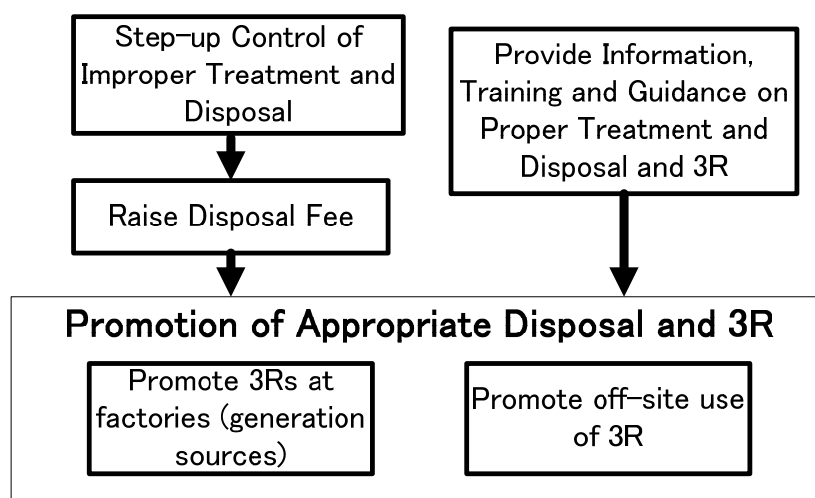 Step-up Control of
Improper Treatment and
Disposal
Provide Information,
Training and Guidance on
Proper Treatment and
Disposal and 3R
Raise Disposal Fee
Promotion of Appropriate Disposal and 3R
Promote 3Rs at
factories (generation
sources)
Promote off-site use
of 3R